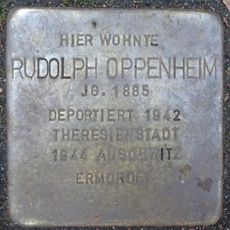 HIER WOHNTE
RUDOLPH OPPENHEIM
JG. 1885
DEPORTIERT 1942
THERESIENSTADT
1944 AUSCHWITZ
ERMORDET